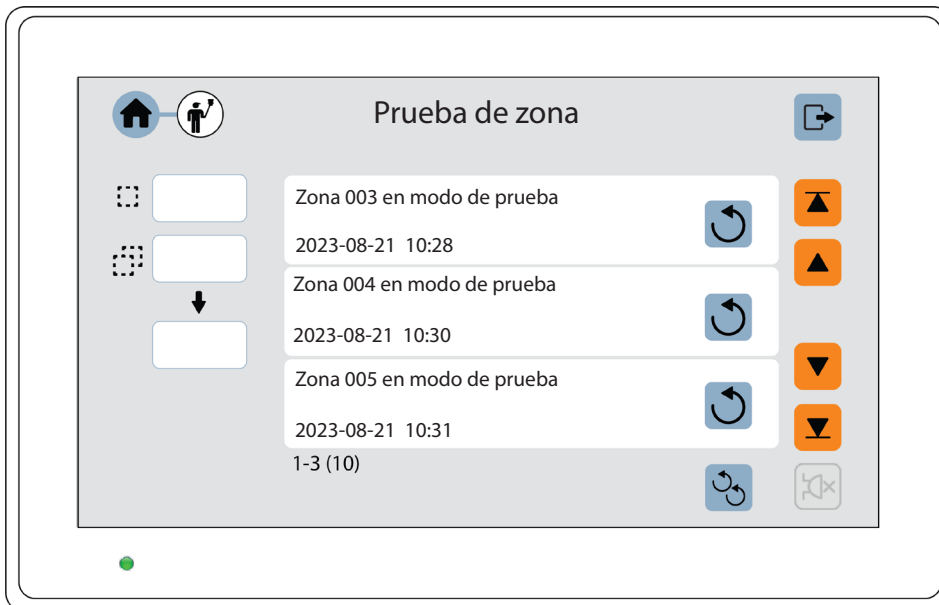 Prueba de zona
Zona 003 en modo de prueba
2023-08-21 10:28
Zona 004 en modo de prueba
2023-08-21 10:30
Zona 005 en modo de prueba
2023-08-21 10:31
1-3 (10)